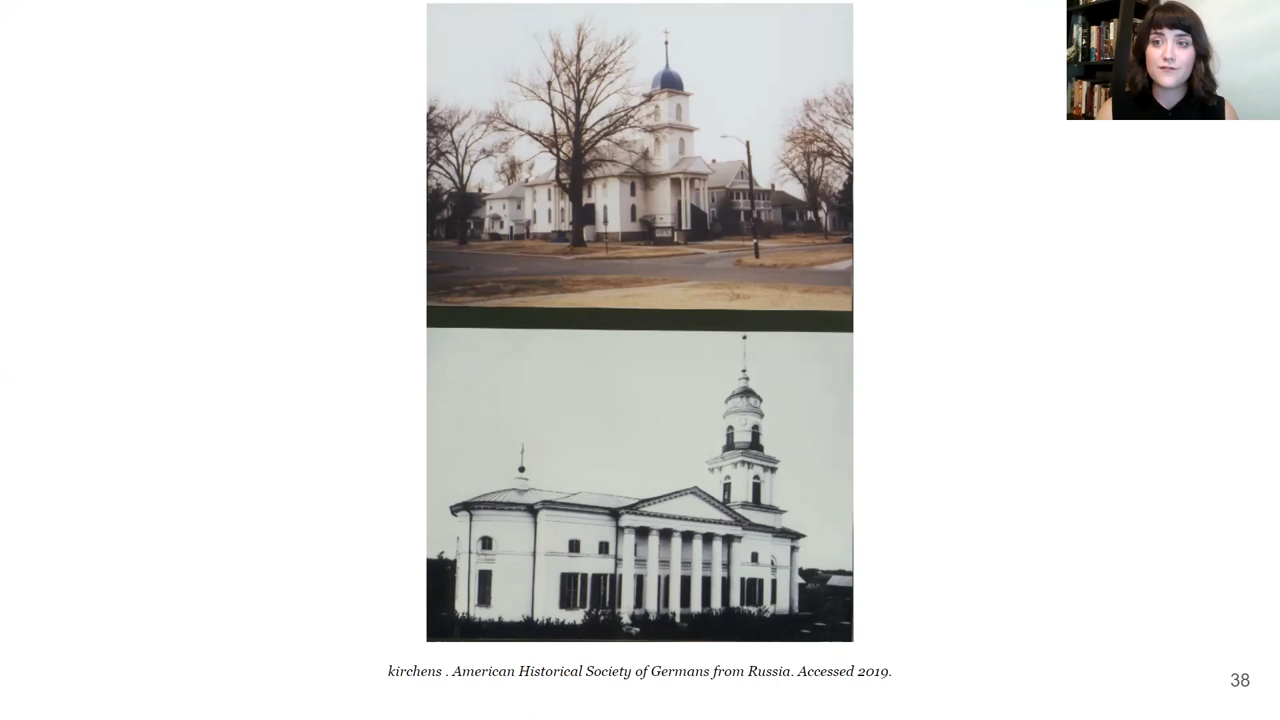 kirchens . American Historical Society of Germans from Russia. Accessed 2019.
38